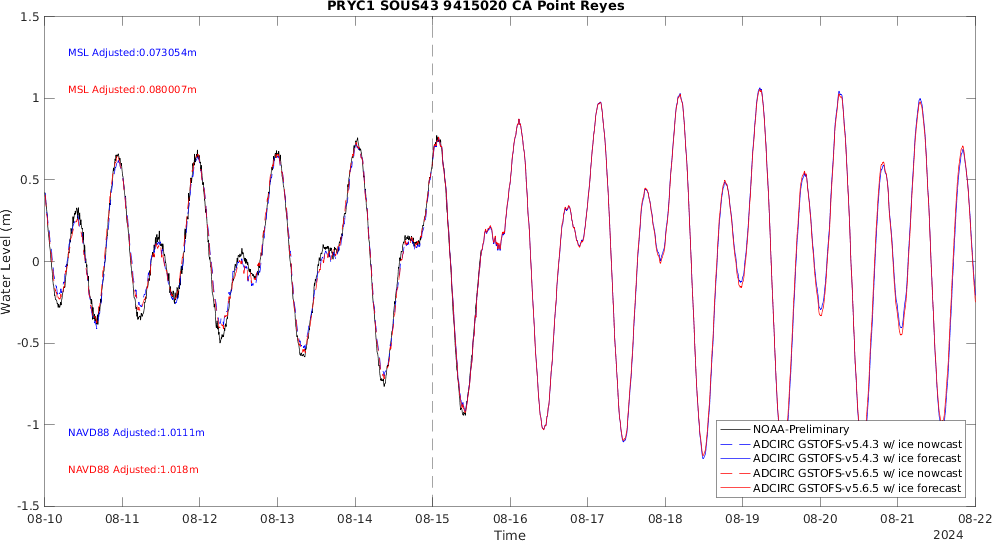 PRYC1 SOUS43 9415020 CA Point Reyes
1.5
MSL Adjusted:0.073054m
MSL Adjusted:0.080007m
1
0.5
0
Water Level (m)
-0.5
-1
NAVD88 Adjusted:1.0111m
NAVD88 Adjusted:1.018m
NOAA-Preliminary
ADCIRC GSTOFS-v5.4.3 w/ ice nowcast
ADCIRC GSTOFS-v5.4.3 w/ ice forecast
ADCIRC GSTOFS-v5.6.5 w/ ice nowcast
ADCIRC GSTOFS-v5.6.5 w/ ice forecast
-1.5
08-10 08-11 08-12 08-13 08-14 08-15 08-16 08-17 08-18 08-19 08-20 08-21 08-22
Time
2024